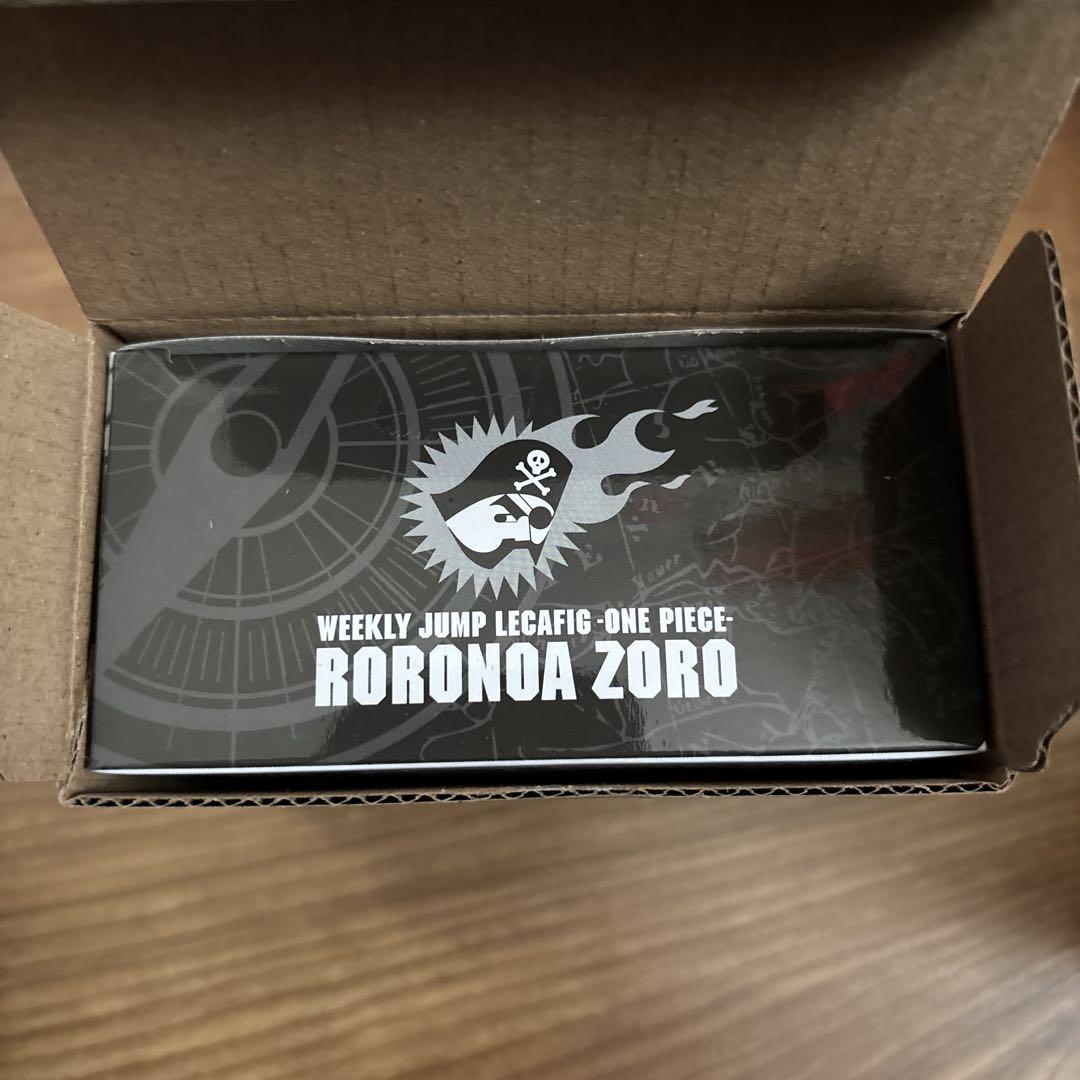 WEEKLY JUMP LECAFIG -ONE PIECE-
RORONOA ZORO